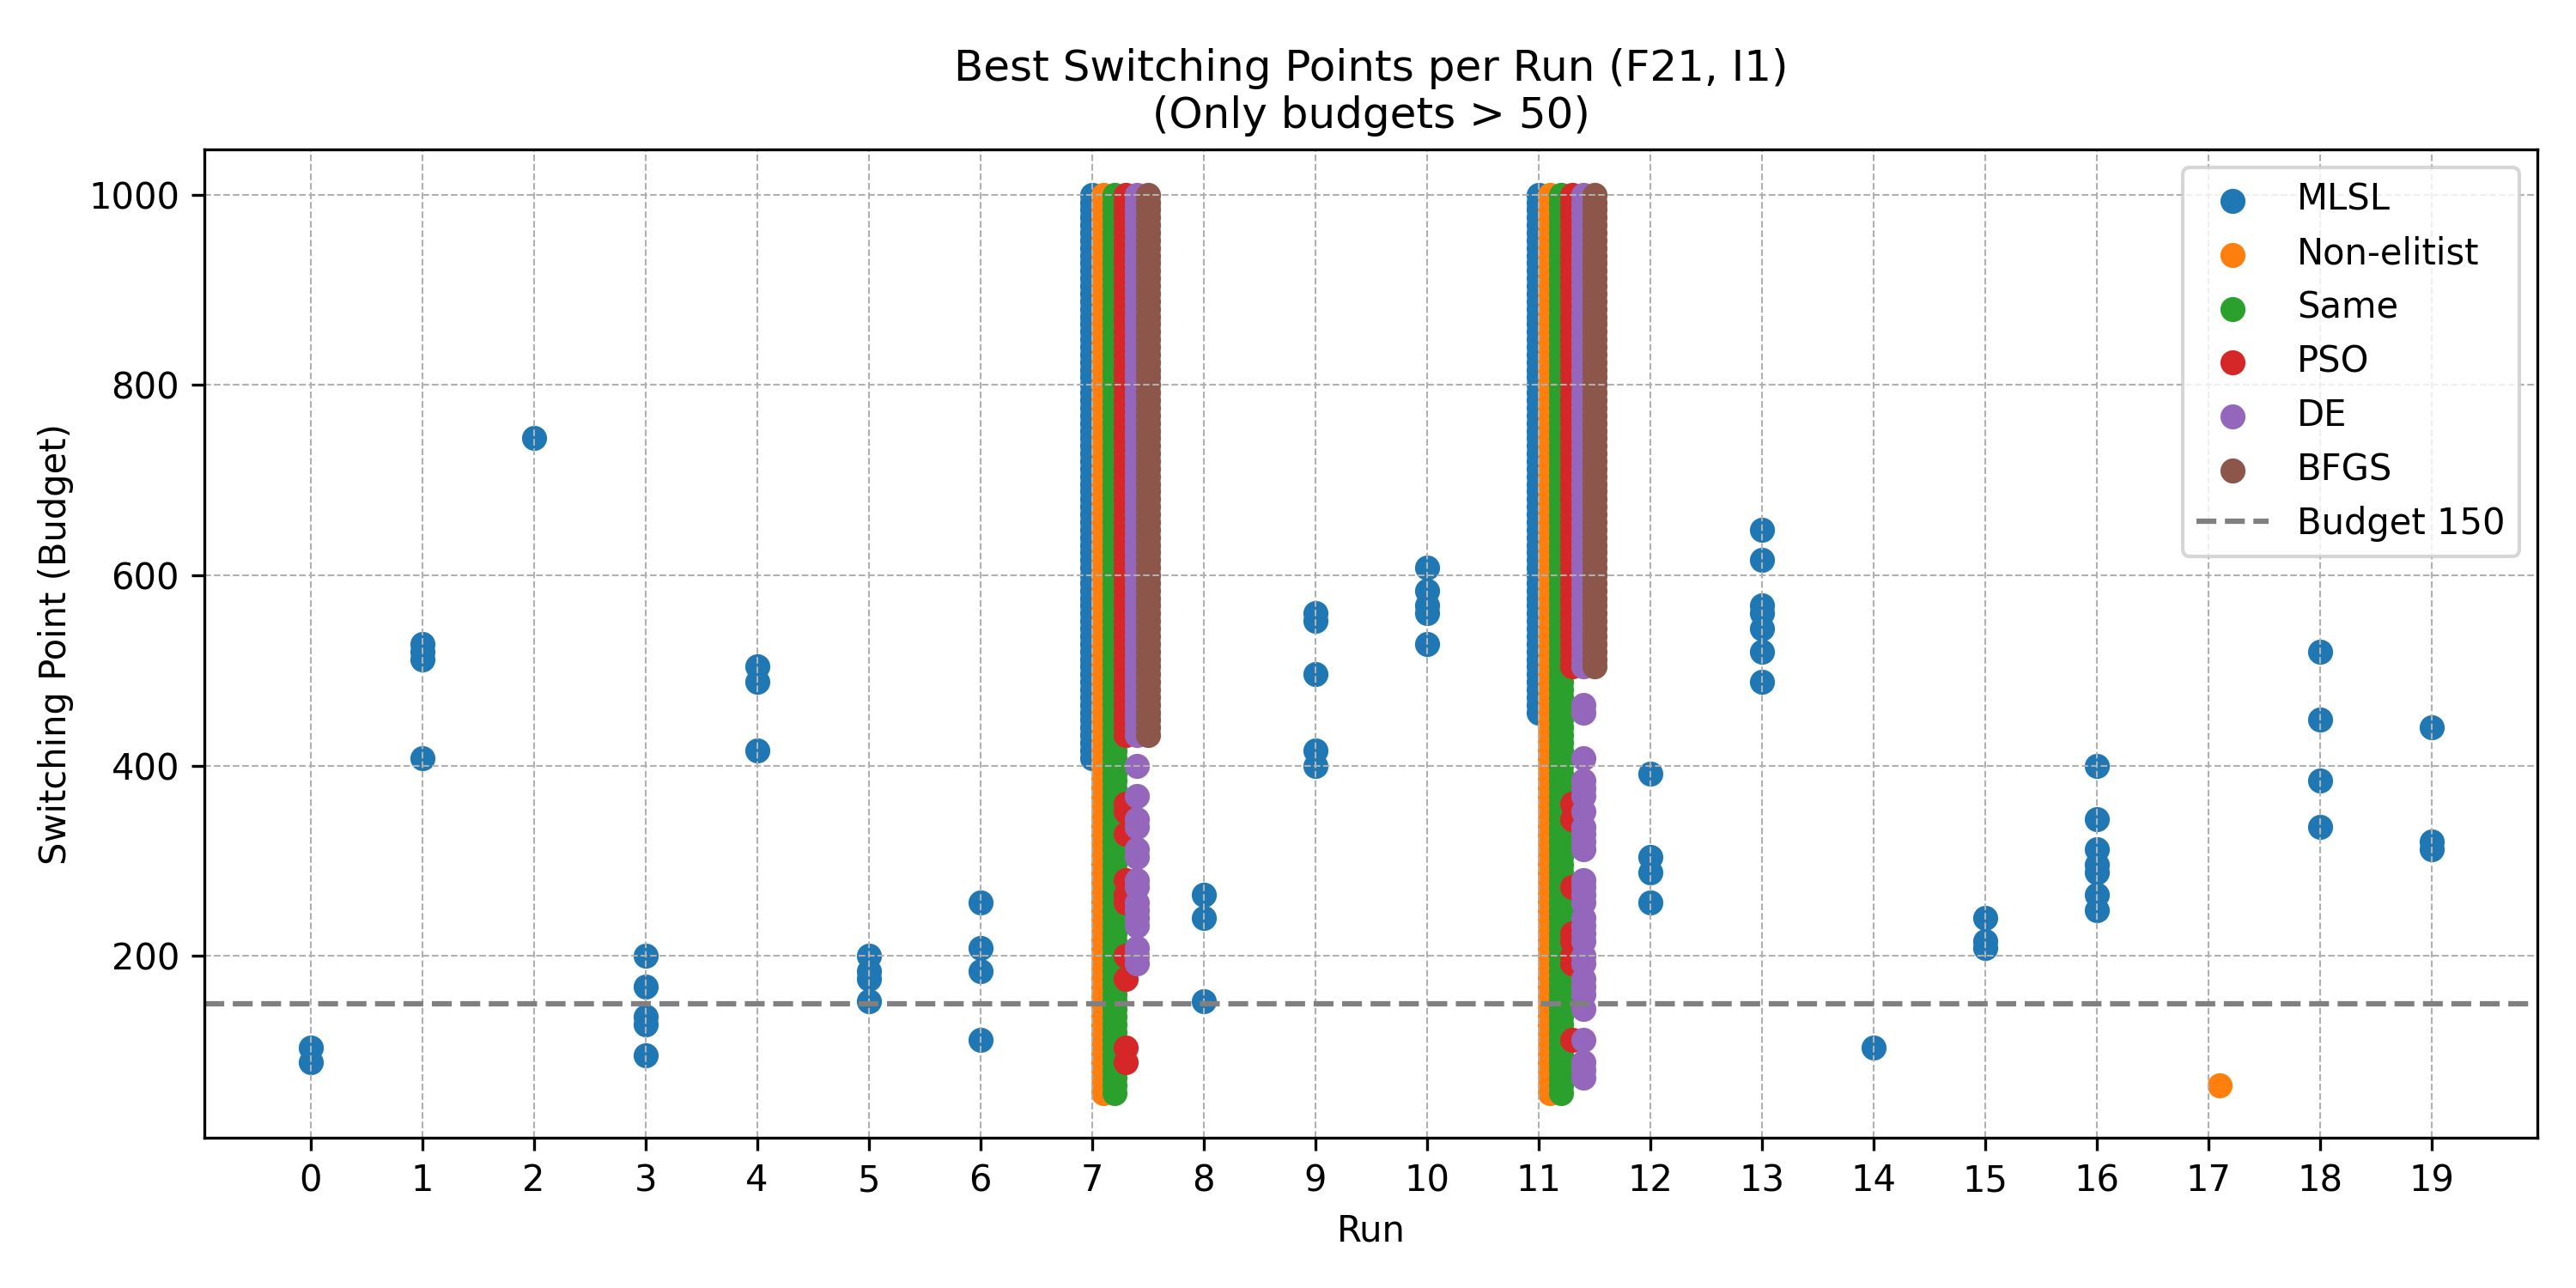 Best Switching Points per Run (F21, I1)
(Only budgets > 50)
Switching Point (Budget)
1000
800
600
400
200
MLSL
Non-elitist
Same
PSO
DE
BFGS
Budget 150
0 1 2 3 4 5 6 7 8 9 10 11 12 13 14 15 16 17 18 19
Run